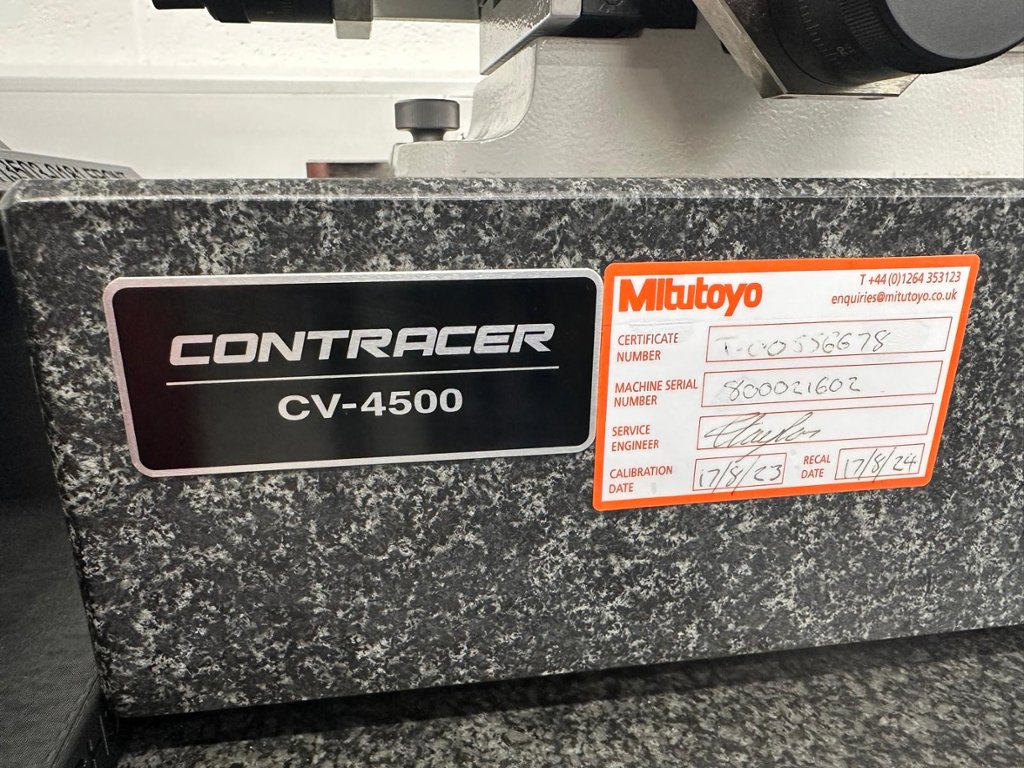 CONTRACER
CV-4500
Mitutoyo
T +44 (0)1264 353123
enquiries@mitutoyo.co.uk
CERTIFICATE NUMBER
MACHINE SERIAL NUMBER
800021602
SERVICE ENGINEER
CALIBRATION DATE
17/8/23
RECAL DATE
17/8/24